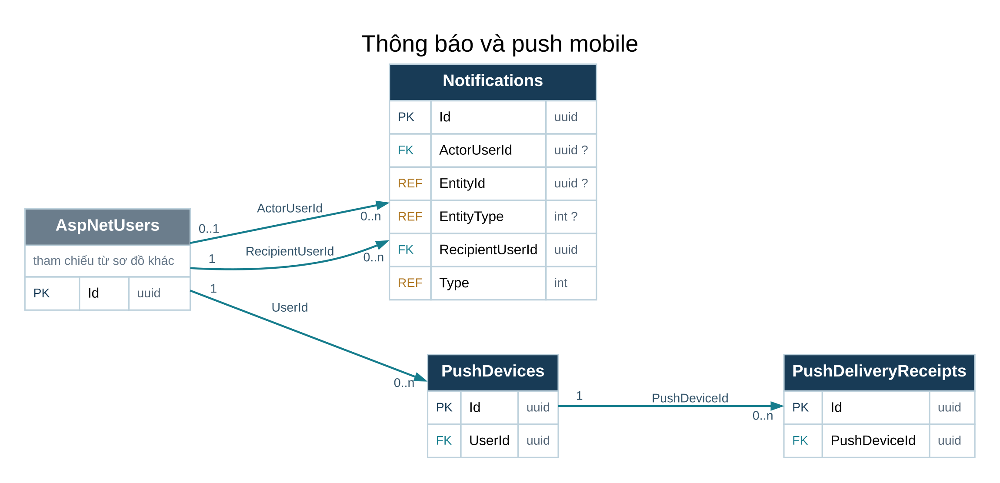 Thông báo và push mobile
Notifications
PK Id uuid
FK ActorUserId uuid ?
REF EntityId uuid ?
REF EntityType int ?
FK RecipientUserId uuid
REF Type int
AspNetUsers
tham chiếu từ sơ đồ khác
PK Id uuid
ActorUserId
0..1
0..n
RecipientUserId
1
0..n
1
UserId
0..n
PushDevices
PK Id uuid
FK UserId uuid
1
PushDeviceId
0..n
PushDeliveryReceipts
PK Id uuid
FK PushDeviceId uuid